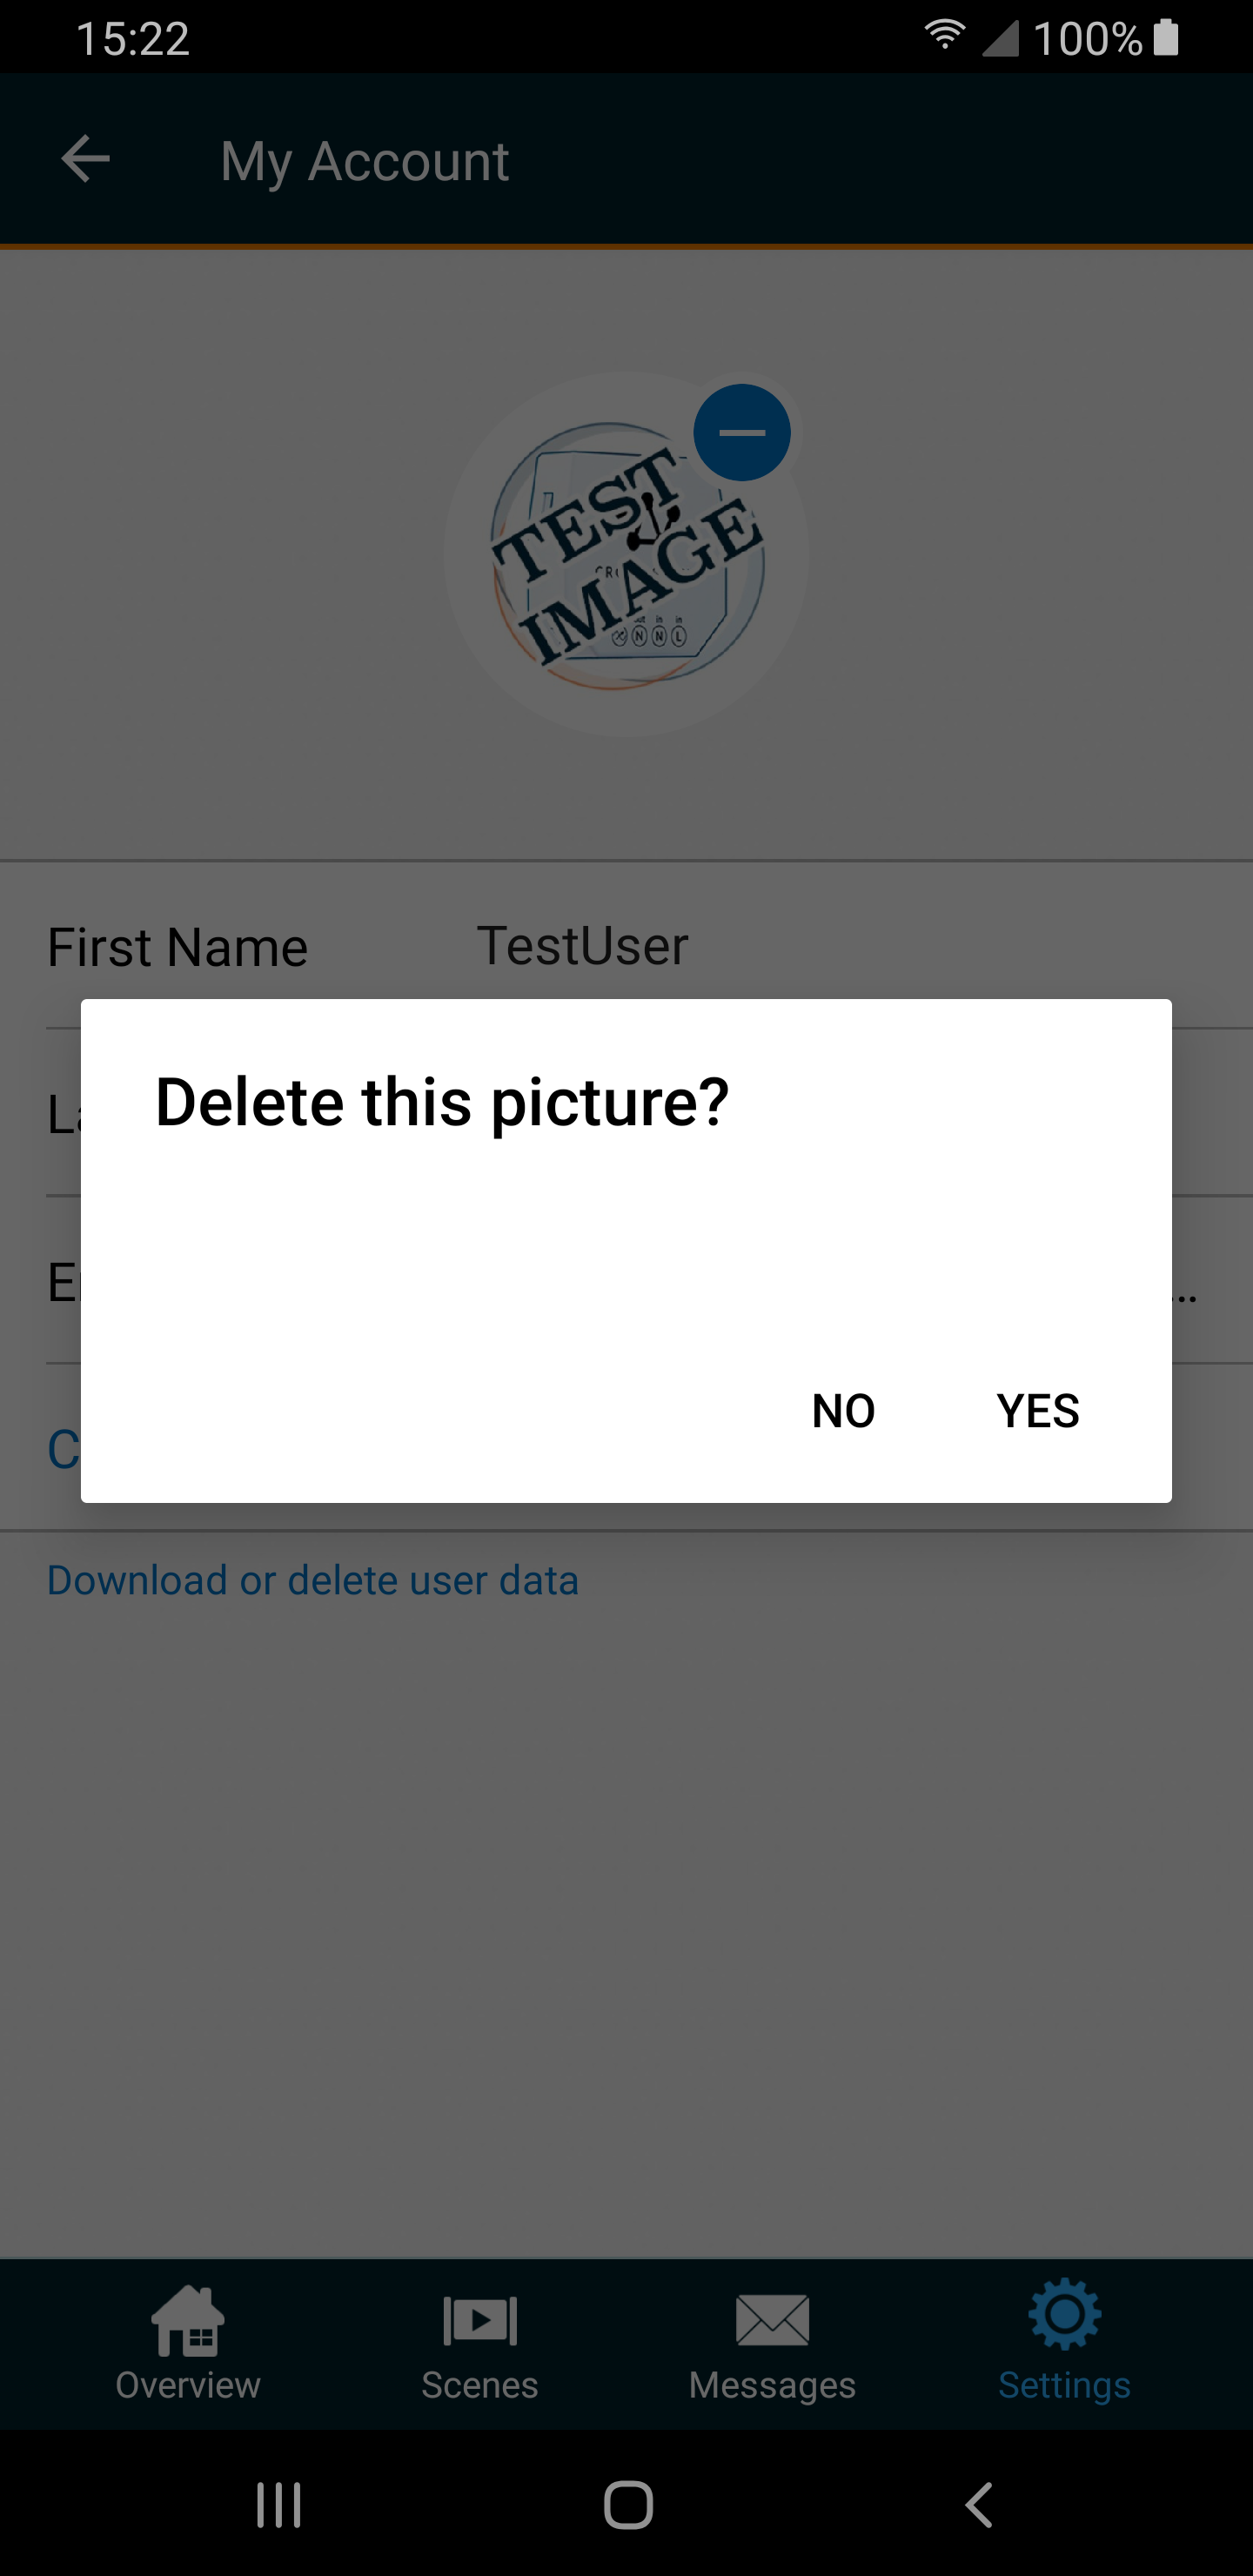 15:22 100%
My Account
TEST
IMAGE
N N L
First Name TestUser
Delete this picture?
NO YES
Download or delete user data
Overview Scenes Messages Settings